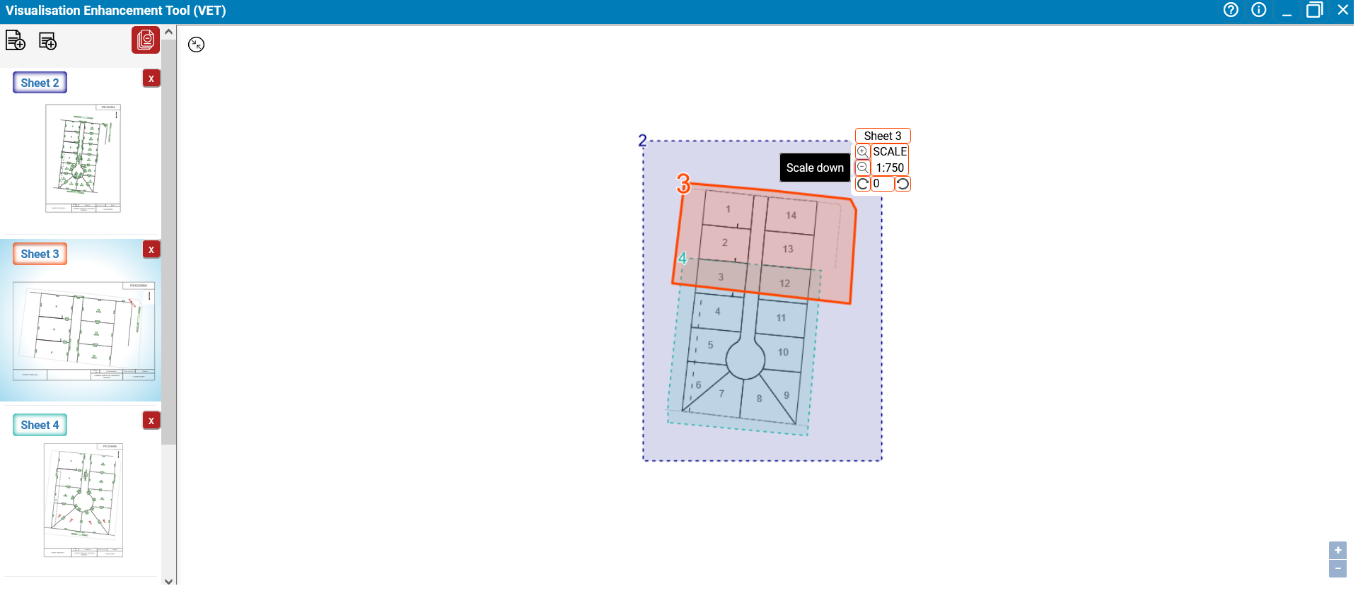 Visualisation Enhancement Tool (VET)
Sheet 2
x
Sheet 3
x
Sheet 4
x
2
Sheet 3
SCALE
Scale down
1:750
0
3
1
14
2
13
4
3
12
4
11
5
10
6
7
8
9
+
-